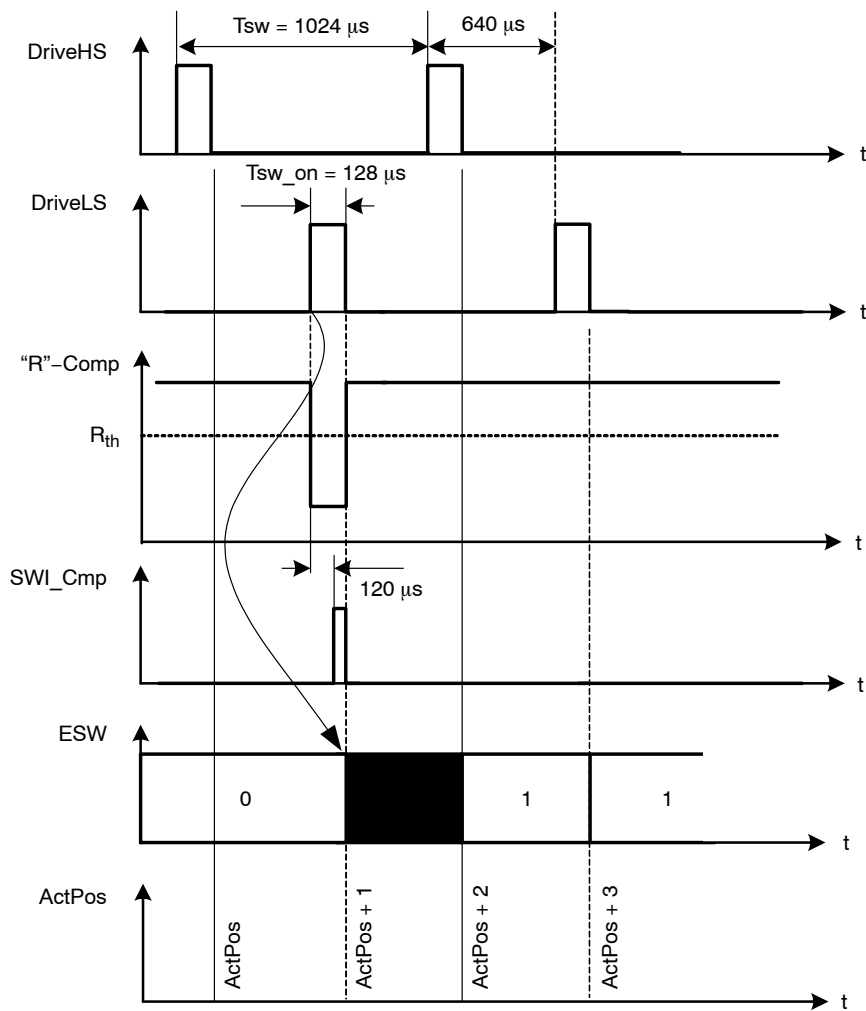 Tsw = 1024 μs
640 μs
DriveHS
t
Tsw_on = 128 μs
DriveLS
t
“R”−Comp
Rth
t
SWI_Cmp
120 μs
t
ESW
0
1
1
t
ActPos
ActPos
ActPos + 1
ActPos + 2
ActPos + 3
t